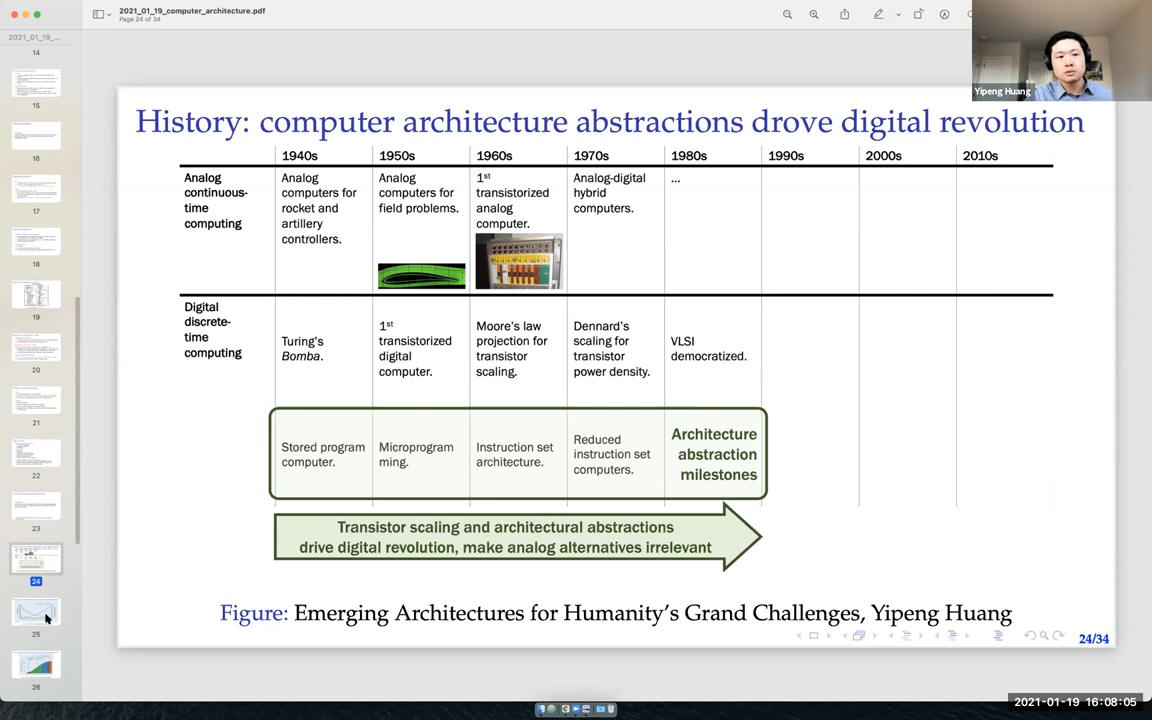 2021_01_19_computer_architecture.pdf
Page 24 of 34
2021_01_19_...
14
15
16
17
18
19
20
21
22
23
24
25
26
Yipeng Huang
History: computer architecture abstractions drove digital revolution
1940s 1950s 1960s 1970s 1980s 1990s 2000s 2010s
Analog
continuous-
time
computing
Analog
computers for
rocket and
artillery
controllers.
Analog
computers for
field problems.
1st
transistorized
analog
computer.
Analog-digital
hybrid
computers.
...
Digital
discrete-
time
computing
Turing's
Bomba.
1st
transistorized
digital
computer.
Moore's law
projection for
transistor
scaling.
Dennard's
scaling for
transistor
power density.
VLSI
democratized.
Stored program
computer.
Microprogram
ming.
Instruction set
architecture.
Reduced
instruction set
computers.
Architecture
abstraction
milestones
Transistor scaling and architectural abstractions
drive digital revolution, make analog alternatives irrelevant
Figure: Emerging Architectures for Humanity's Grand Challenges, Yipeng Huang
24/34
2021-01-19 16:08:05